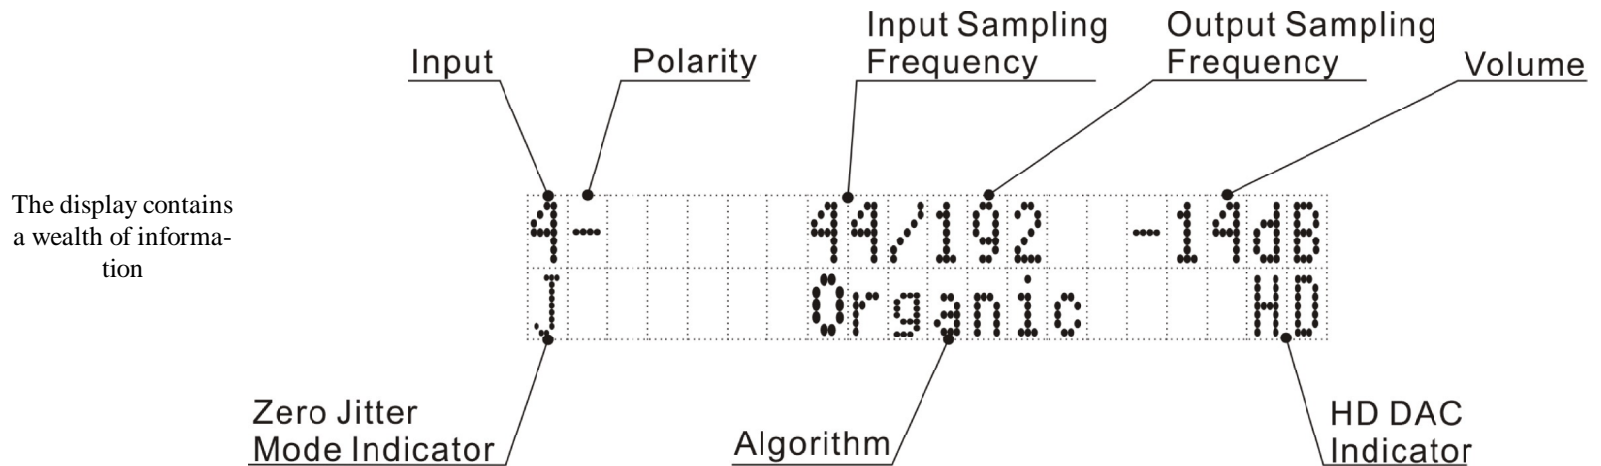 Input
Polarity
Input Sampling
Frequency
Output Sampling
Frequency
Volume
The display contains
a wealth of informa-
tion
4- 44/192 -14dB
J Organic HD
Zero Jitter
Mode Indicator
Algorithm
HD DAC
Indicator